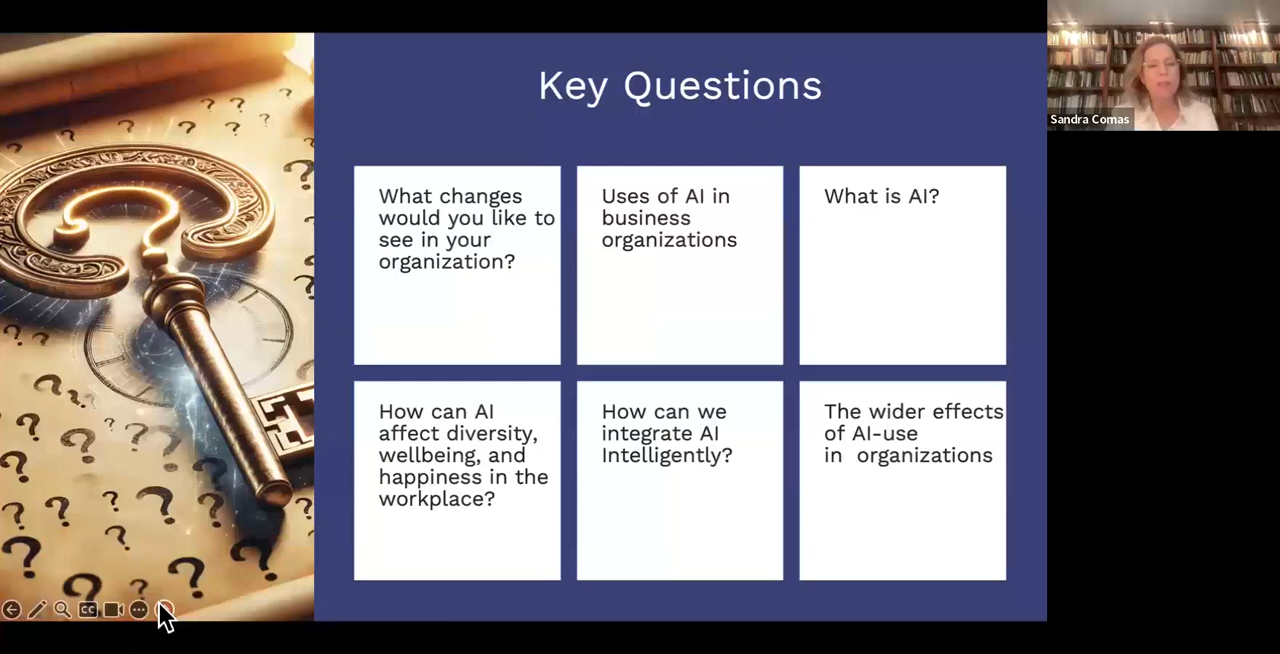 Key Questions
What changes
would you like to
see in your
organization?
Uses of AI in
business
organizations
What is AI?
How can AI
affect diversity,
wellbeing, and
happiness in the
workplace?
How can we
integrate AI
Intelligently?
The wider effects
of AI-use
in  organizations
Sandra Comas
CC